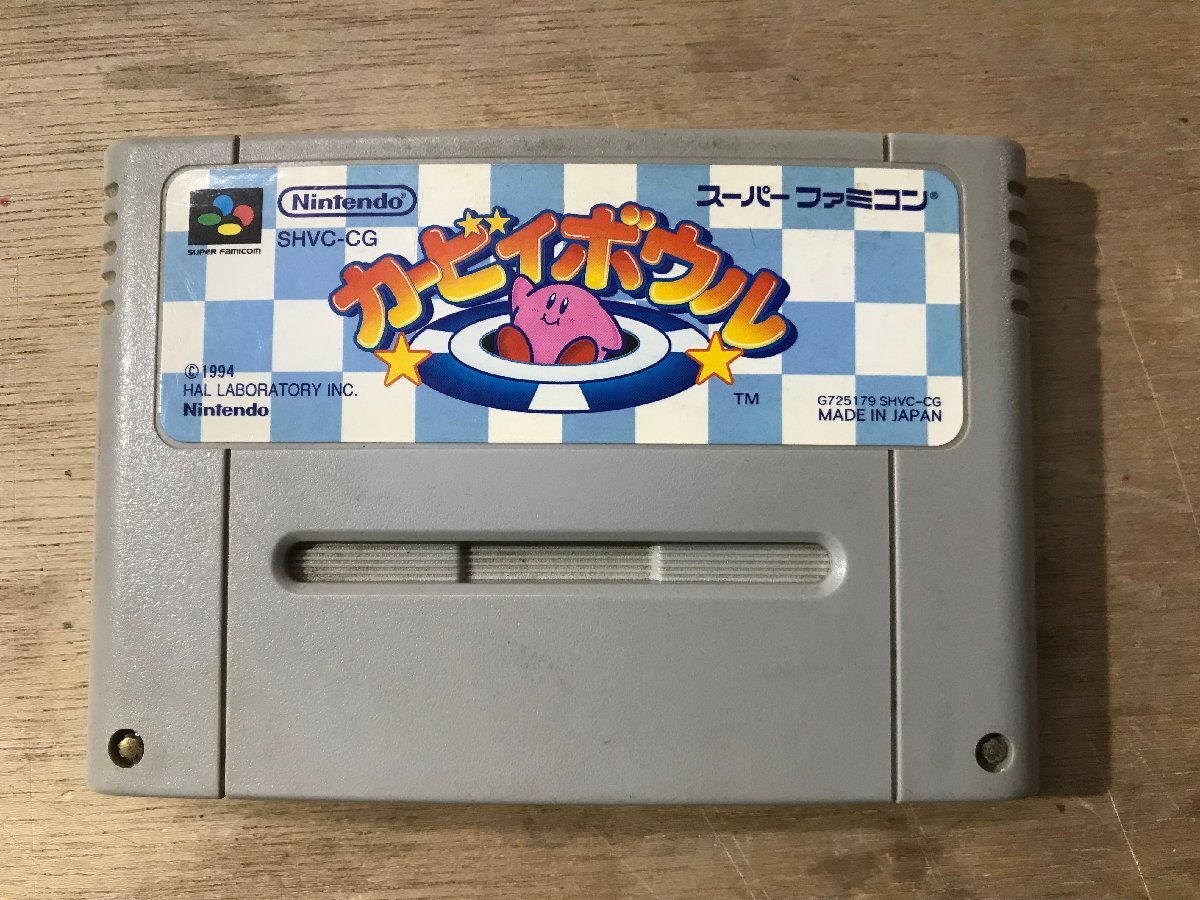 SUPER FAMICOM
Nintendo
SHVC-CG
スーパーファミコン®
カービィボウル
©1994
HAL LABORATORY INC.
Nintendo
TM
G725179 SHVC-CG
MADE IN JAPAN